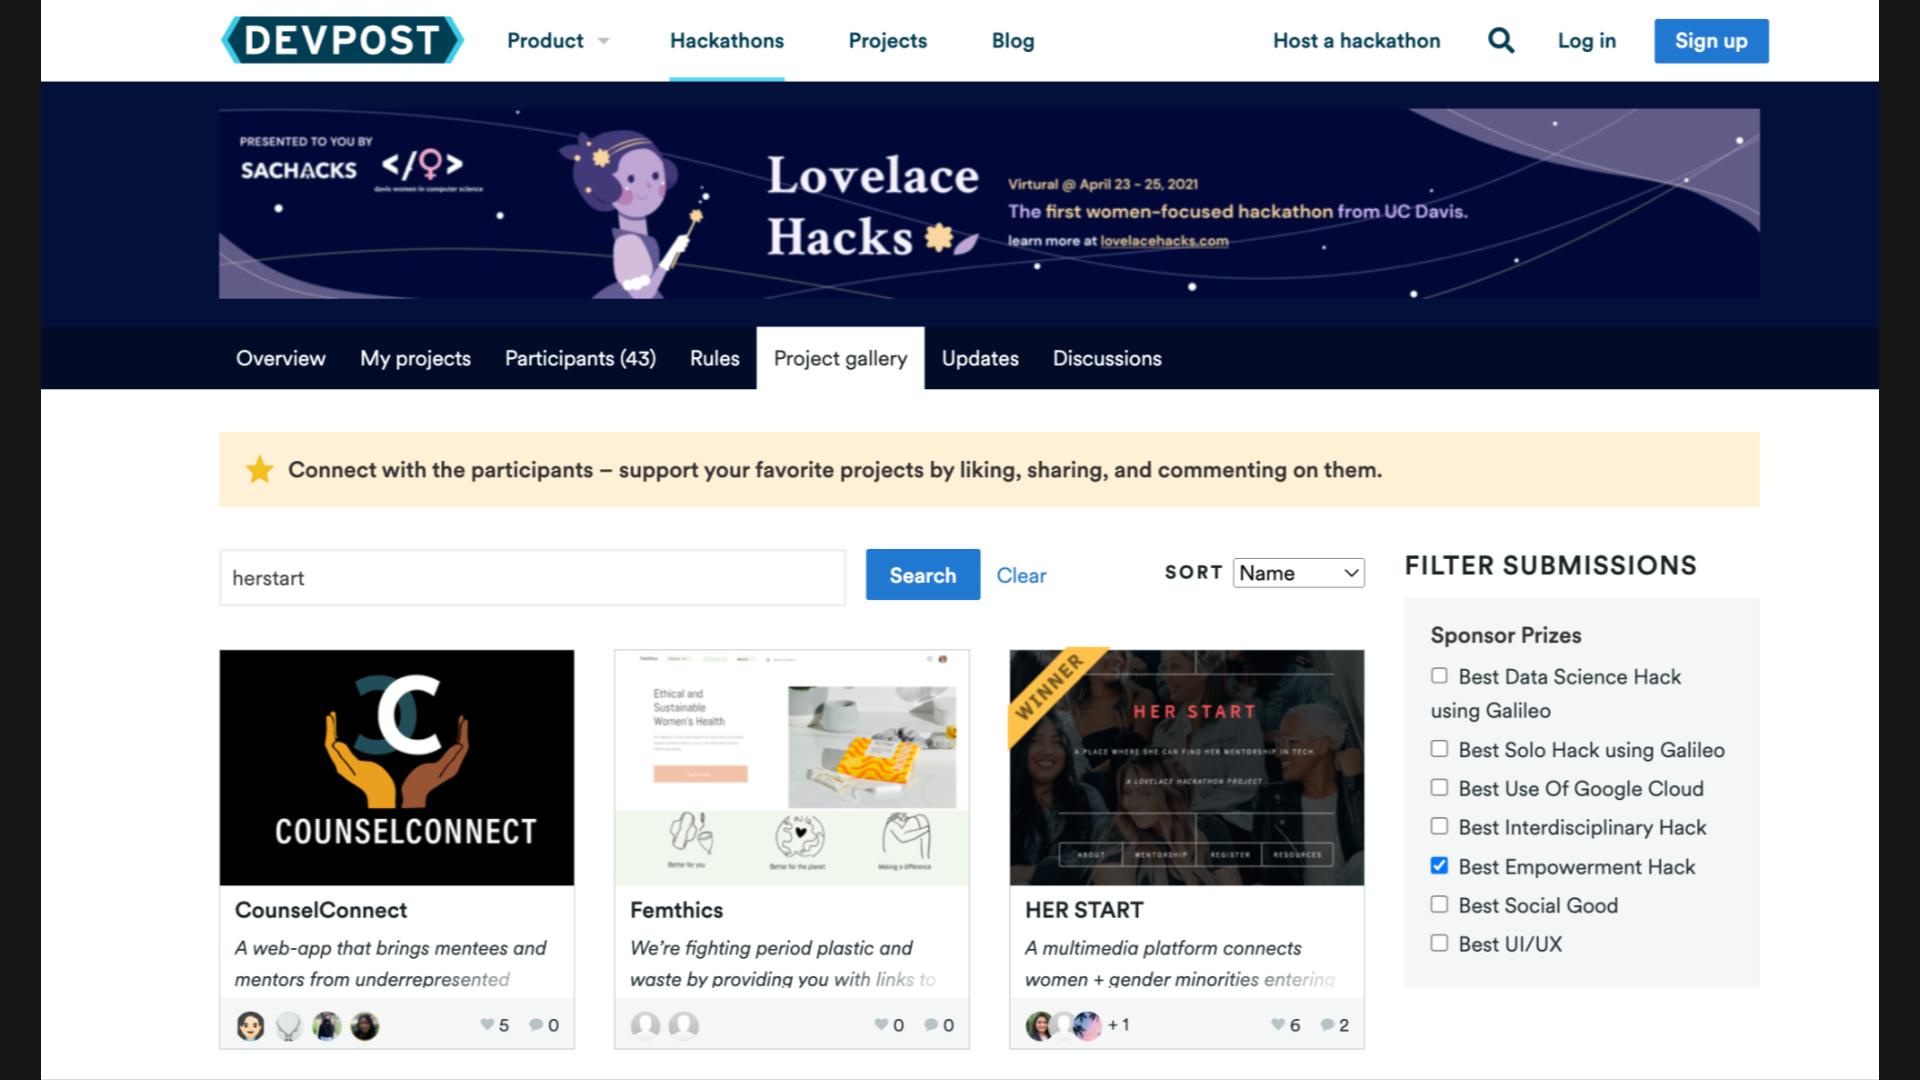 DEVPOST
Product
Hackathons
Projects
Blog
Host a hackathon
Log in
Sign up
PRESENTED TO YOU BY
SACHACKS
</♀>
davis women in computer science
Lovelace
Hacks
Virtural @ April 23 - 25, 2021
The first women-focused hackathon from UC Davis.
learn more at lovelacehacks.com
Overview
My projects
Participants (43)
Rules
Project gallery
Updates
Discussions
Connect with the participants – support your favorite projects by liking, sharing, and commenting on them.
herstart
Search
Clear
SORT
Name
FILTER SUBMISSIONS
Sponsor Prizes
Best Data Science Hack
using Galileo
Best Solo Hack using Galileo
Best Use Of Google Cloud
Best Interdisciplinary Hack
Best Empowerment Hack
Best Social Good
Best UI/UX
COUNSELCONNECT
CounselConnect
A web-app that brings mentees and
mentors from underrepresented
5
0
Femthics
Ethical and
Sustainable
Women's Health
Better for you
Better for the planet
Making a difference
Femthics
We're fighting period plastic and
waste by providing you with links to
0
0
WINNER
HER START
A PLACE WHERE SHE CAN FIND HER MENTORSHIP IN TECH
A LOVELACE HACKATHON PROJECT
ABOUT
MENTORSHIP
REGISTER
RESOURCES
HER START
A multimedia platform connects
women + gender minorities entering
+ 1
6
2